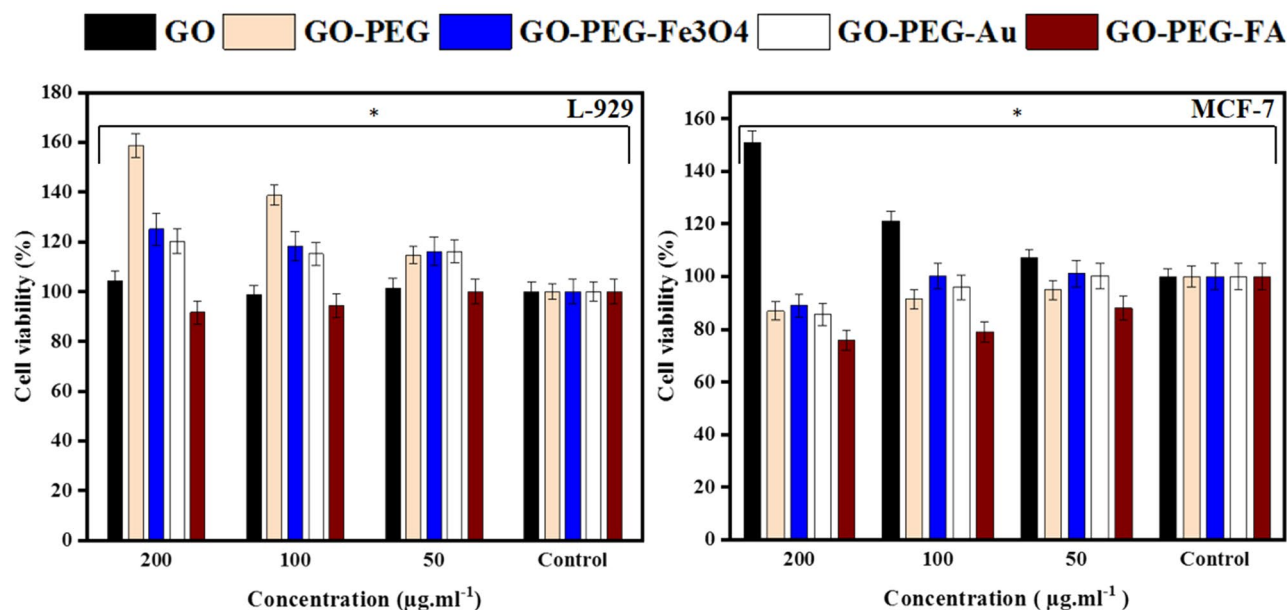 GO GO-PEG GO-PEG-Fe3O4 GO-PEG-Au GO-PEG-FA
180
160
140
120
100
80
60
40
20
0
Cell viability (%)
*
L-929
200 100 50 Control
Concentration (µg.ml⁻¹)
160
140
120
100
80
60
40
20
0
Cell viability (%)
*
MCF-7
200 100 50 Control
Concentration ( µg.ml⁻¹ )